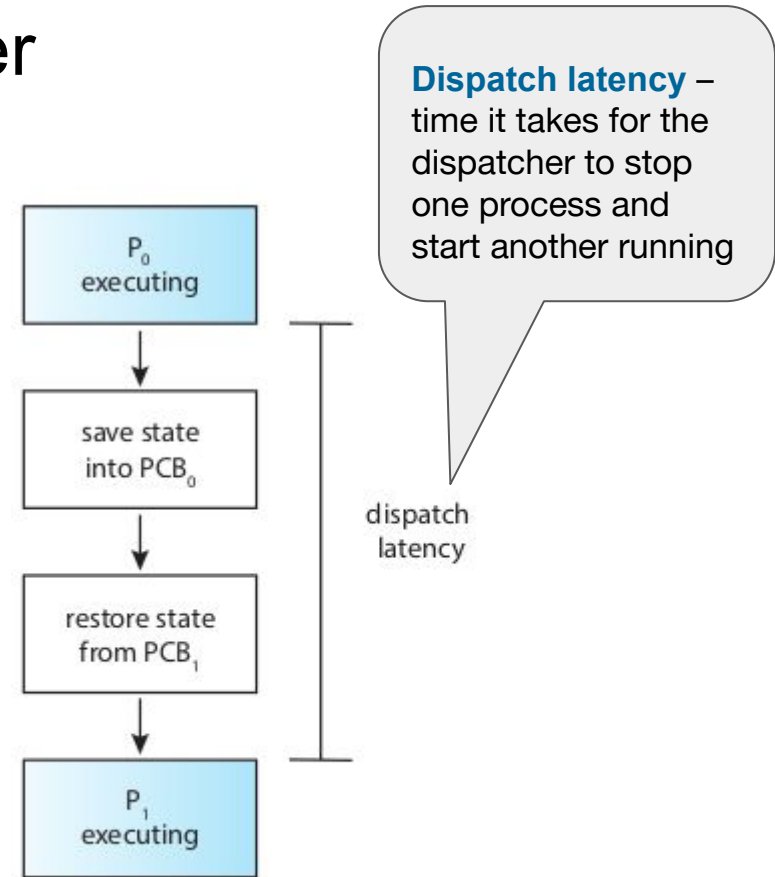 er
Dispatch latency –
time it takes for the
dispatcher to stop
one process and
start another running
P₀
executing
save state
into PCB₀
dispatch
latency
restore state
from PCB₁
P₁
executing